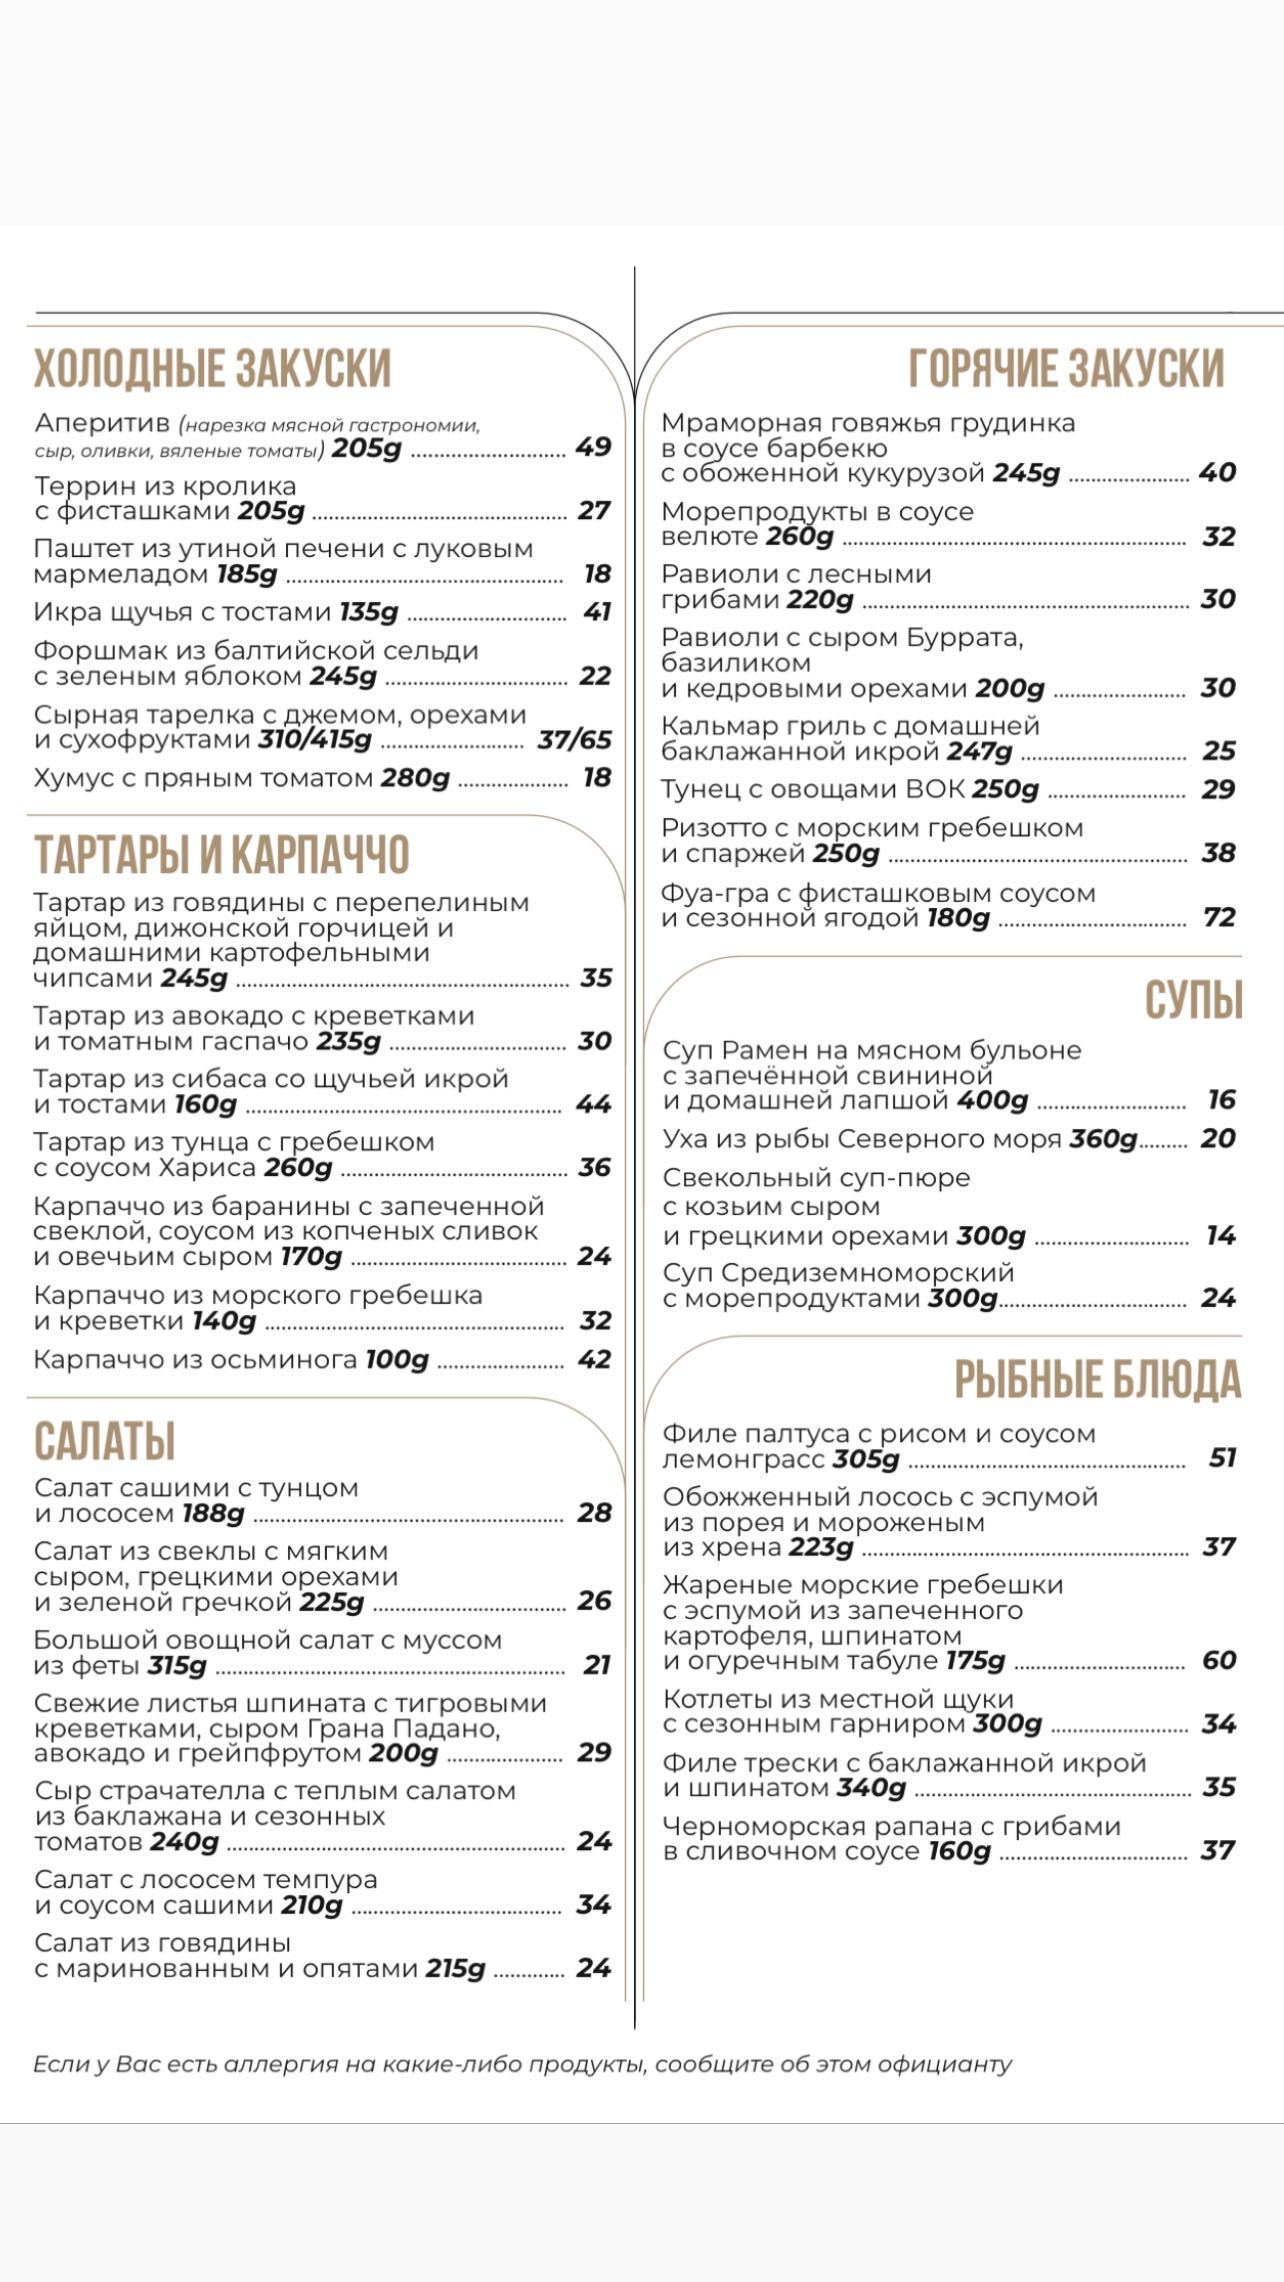 ХОЛОДНЫЕ ЗАКУСКИ
Аперитив (нарезка мясной гастрономии,
сыр, оливки, вяленые томаты) 205g ............................ 49
Террин из кролика
с фисташками 205g .............................................. 27
Паштет из утиной печени с луковым
мармеладом 185g .................................................. 18
Икра щучья с тостами 135g ............................. 41
Форшмак из балтийской сельди
с зеленым яблоком 245g ................................. 22
Сырная тарелка с джемом, орехами
и сухофруктами 310/415g .......................... 37/65
Хумус с пряным томатом 280g .................... 18
ТАРТАРЫ И КАРПАЧЧО
Тартар из говядины с перепелиным
яйцом, дижонской горчицей и
домашними картофельными
чипсами 245g ............................................................ 35
Тартар из авокадо с креветками
и томатным гаспачо 235g ................................ 30
Тартар из сибаса со щучьей икрой
и тостами 160g ......................................................... 44
Тартар из тунца с гребешком
с соусом Хариса 260g ......................................... 36
Карпаччо из баранины с запеченной
свеклой, соусом из копченых сливок
и овечьим сыром 170g ....................................... 24
Карпаччо из морского гребешка
и креветки 140g ...................................................... 32
Карпаччо из осьминога 100g ....................... 42
САЛАТЫ
Салат сашими с тунцом
и лососем 188g ........................................................ 28
Салат из свеклы с мягким
сыром, грецкими орехами
и зеленой гречкой 225g ................................... 26
Большой овощной салат с муссом
из феты 315g ............................................................... 21
Свежие листья шпината с тигровыми
креветками, сыром Грана Падано,
авокадо и грейпфрутом 200g ..................... 29
Сыр страчателла с теплым салатом
из баклажана и сезонных
томатов 240g ............................................................. 24
Салат с лососем темпура
и соусом сашими 210g ...................................... 34
Салат из говядины
с маринованным и опятами 215g ............. 24
ГОРЯЧИЕ ЗАКУСКИ
Мраморная говяжья грудинка
в соусе барбекю
с обоженной кукурузой 245g ...................... 40
Морепродукты в соусе
велюте 260g .............................................................. 32
Равиоли с лесными
грибами 220g ........................................................... 30
Равиоли с сыром Буррата,
базиликом
и кедровыми орехами 200g ........................ 30
Кальмар гриль с домашней
баклажанной икрой 247g .............................. 25
Тунец с овощами ВОК 250g ......................... 29
Ризотто с морским гребешком
и спаржей 250g ...................................................... 38
Фуа-гра с фисташковым соусом
и сезонной ягодой 180g .................................. 72
СУПЫ
Суп Рамен на мясном бульоне
с запечённой свининой
и домашней лапшой 400g ........................... 16
Уха из рыбы Северного моря 360g......... 20
Свекольный суп-пюре
с козьим сыром
и грецкими орехами 300g ............................ 14
Суп Средиземноморский
с морепродуктами 300g.................................. 24
РЫБНЫЕ БЛЮДА
Филе палтуса с рисом и соусом
лемонграсс 305g .................................................. 51
Обожженный лосось с эспумой
из порея и мороженым
из хрена 223g ........................................................... 37
Жареные морские гребешки
с эспумой из запеченного
картофеля, шпинатом
и огуречным табуле 175g ............................... 60
Котлеты из местной щуки
с сезонным гарниром 300g ......................... 34
Филе трески с баклажанной икрой
и шпинатом 340g .................................................. 35
Черноморская рапана с грибами
в сливочном соусе 160g .................................. 37
Если у Вас есть аллергия на какие-либо продукты, сообщите об этом официанту